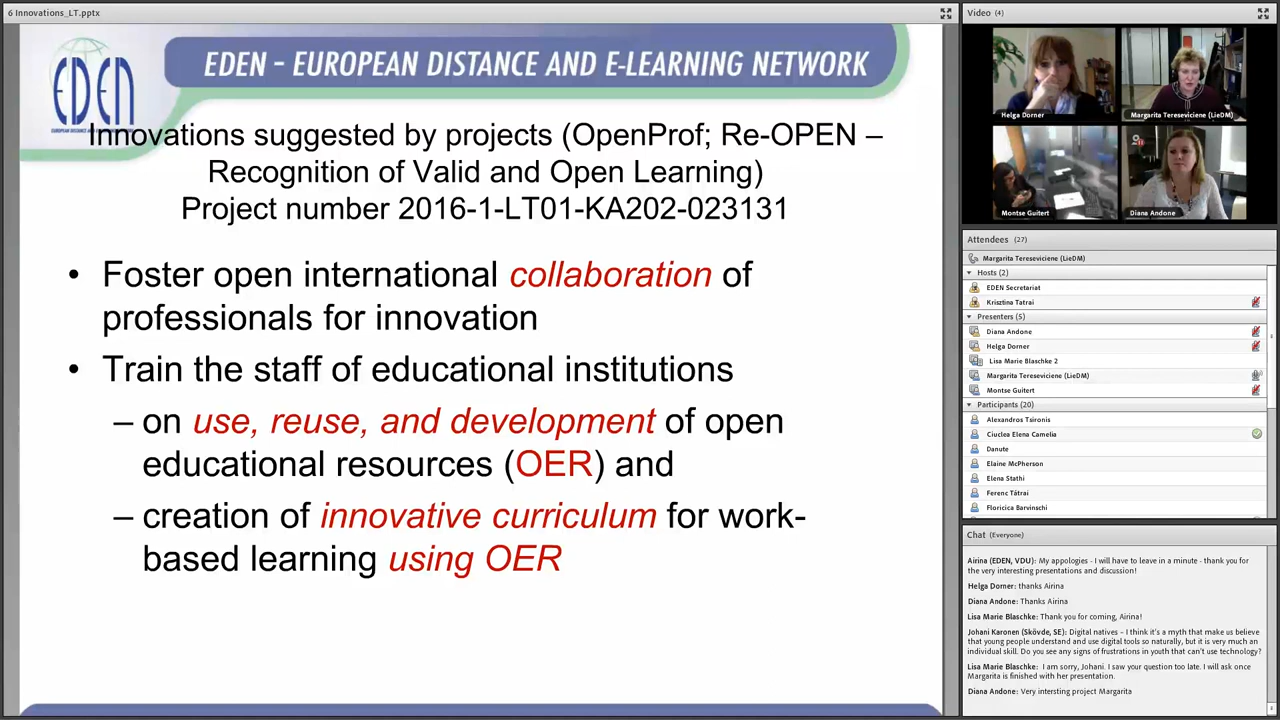 6 Innovations_LT.pptx
EDEN
EUROPEAN DISTANCE AND E-LEARNING NETWORK
EDEN – EUROPEAN DISTANCE AND E-LEARNING NETWORK
Innovations suggested by projects (OpenProf; Re-OPEN –
Recognition of Valid and Open Learning)
Project number 2016-1-LT01-KA202-023131
• Foster open international collaboration of
professionals for innovation
• Train the staff of educational institutions
– on use, reuse, and development of open
educational resources (OER) and
– creation of innovative curriculum for work-
based learning using OER
Video (4)
Helga Dorner
Margarita Tereseviciene (LieDM)
Montse Guitert
Diana Andone
Attendees (27)
Margarita Tereseviciene (LieDM)
Hosts (2)
EDEN Secretariat
Krisztina Tatrai
Presenters (5)
Diana Andone
Helga Dorner
Lisa Marie Blaschke 2
Margarita Tereseviciene (LieDM)
Montse Guitert
Participants (20)
Alexandros Tsironis
Ciuclea Elena Camelia
Danute
Elaine McPherson
Elena Stathi
Ferenc Tátrai
Floricica Barvinschi
Chat (Everyone)
Airina (EDEN, VDU): My appologies - I will have to leave in a minute - thank you for
the very interesting presentations and discussion!
Helga Dorner: thanks Airina
Diana Andone: Thanks Airina
Lisa Marie Blaschke: Thank you for coming, Airina!
Johani Karonen (Skövde, SE): Digital natives – I think it's a myth that make us believe
that young people understand and use digital tools so naturally, but it is very much an
individual skill. Do you see any signs of frustrations in youth that can't use technology?
Lisa Marie Blaschke: I am sorry, Johani. I saw your question too late. I will ask once
Margarita is finished with her presentation.
Diana Andone: Very intersting project Margarita